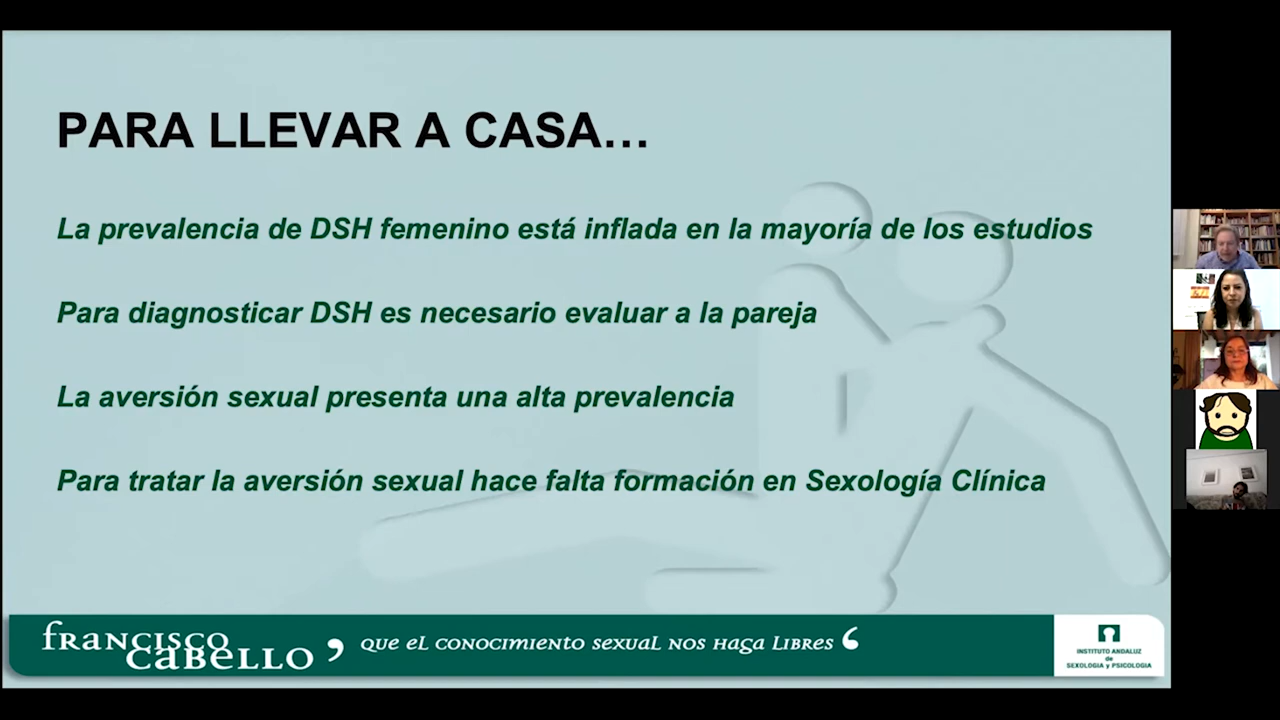 PARA LLEVAR A CASA...
La prevalencia de DSH femenino está inflada en la mayoría de los estudios
Para diagnosticar DSH es necesario evaluar a la pareja
La aversión sexual presenta una alta prevalencia
Para tratar la aversión sexual hace falta formación en Sexología Clínica
FRANCISCO
CABELLO
, QUE EL CONOCIMIENTO SEXUAL NOS HAGA LIBRES ‘
INSTITUTO ANDALUZ
de
SEXOLOGIA y PSICOLOGIA